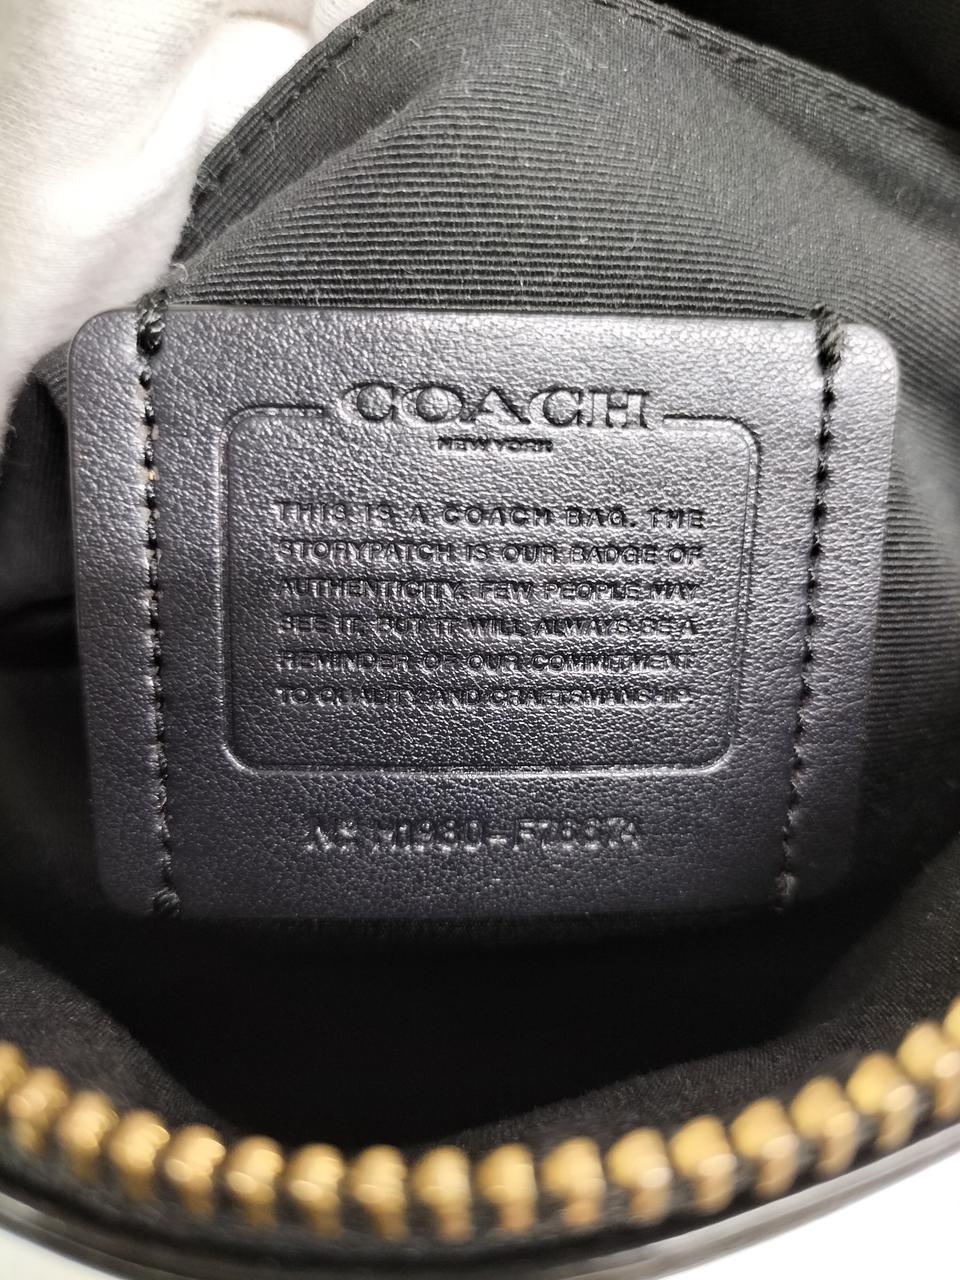 COACH
NEW YORK
THIS IS A COACH BAG. THE
STORYPATCH IS OUR BADGE OF
AUTHENTICITY. FEW PEOPLE MAY
SEE IT, BUT IT WILL ALWAYS BE A
REMINDER OF OUR COMMITMENT
TO QUALITY AND CRAFTSMANSHIP.
Nº